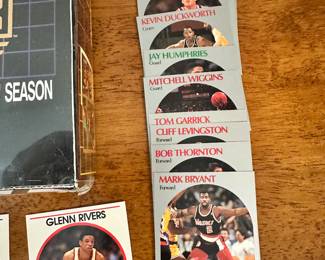 SEASON
KEVIN DUCKWORTH
Center
JAY HUMPHRIES
Guard
MITCHELL WIGGINS
Guard
TOM GARRICK
CLIFF LEVINGSTON
Forward
BOB THORNTON
Forward
MARK BRYANT
Forward
GLENN RIVERS